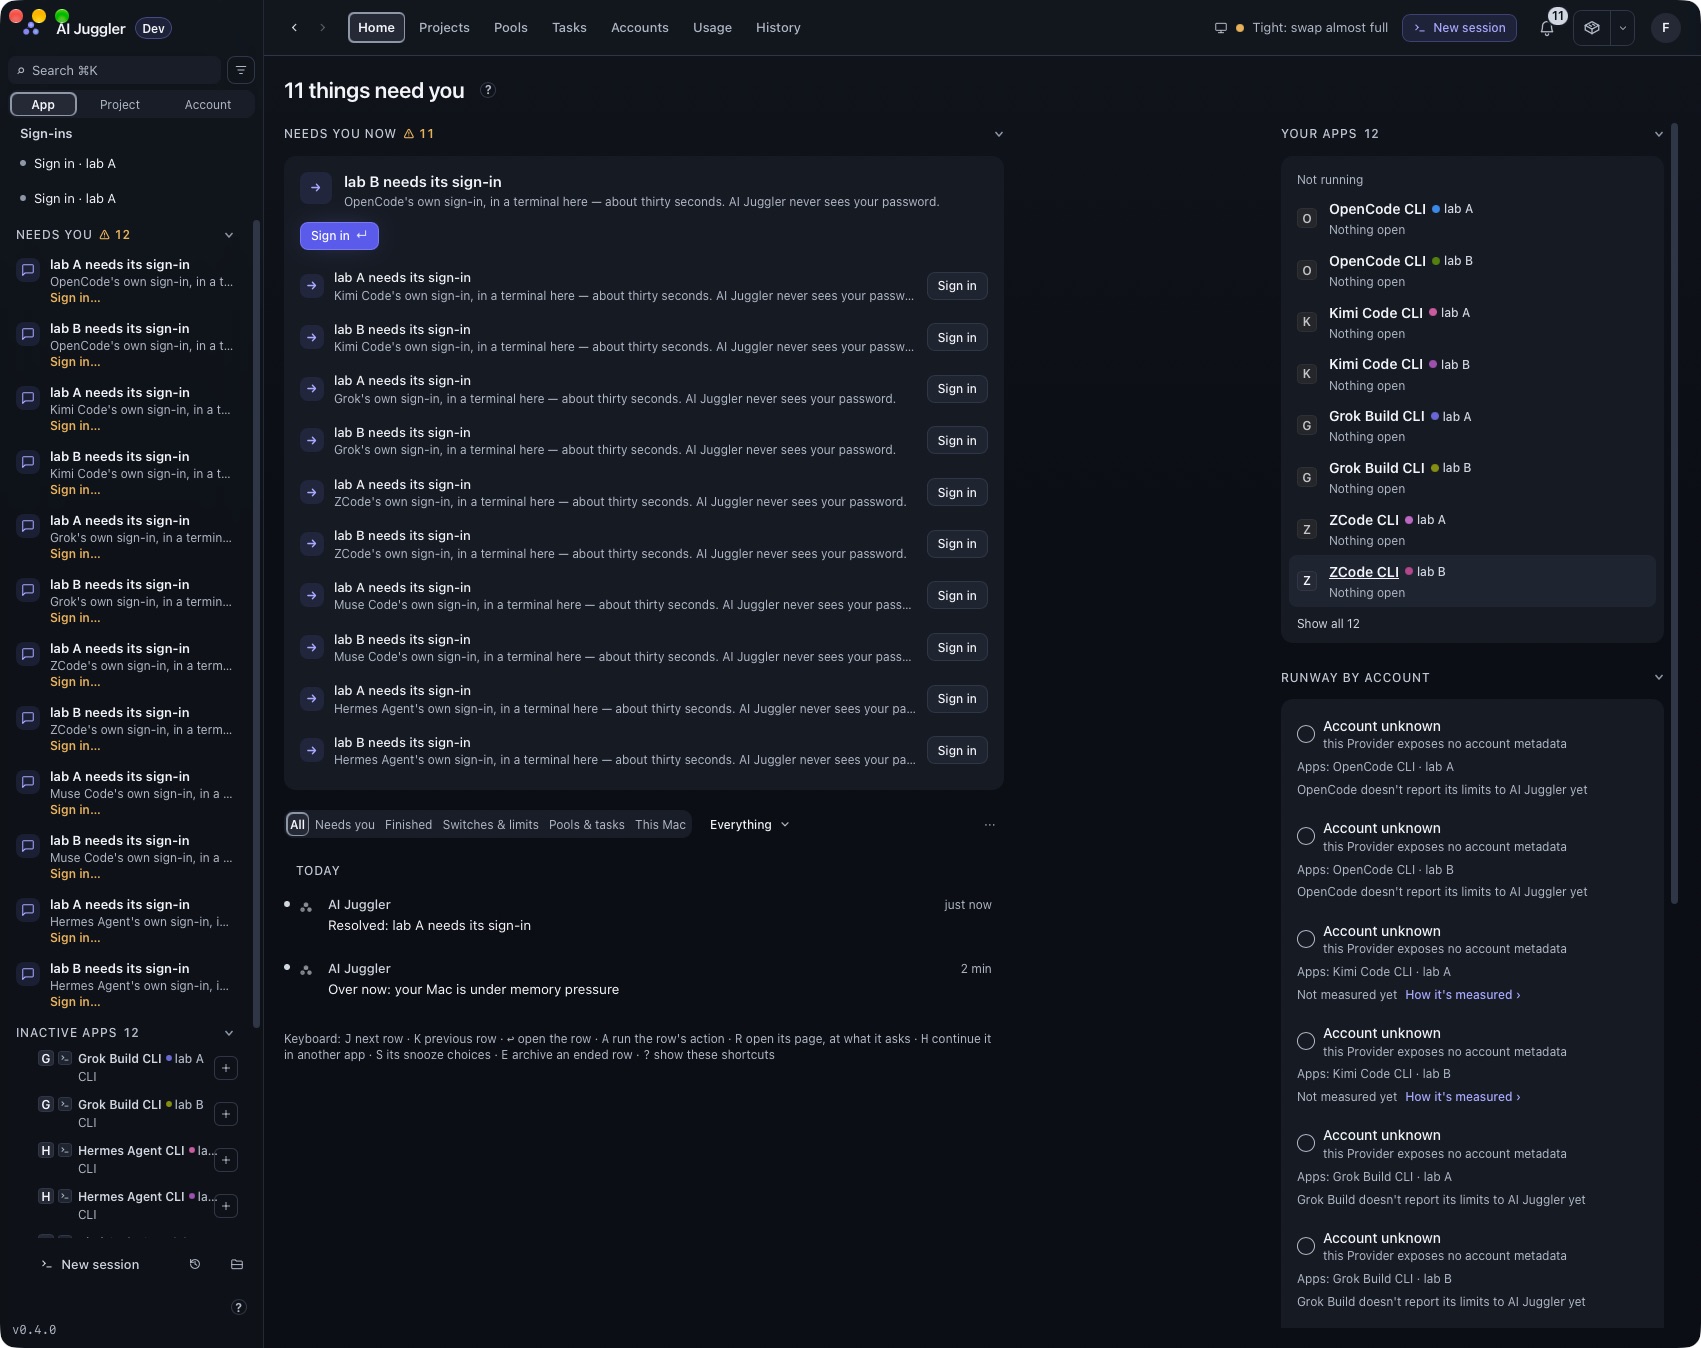 AI Juggler Dev
Search ⌘K
App Project Account
Sign-ins
Sign in · lab A
Sign in · lab A
NEEDS YOU 12
lab A needs its sign-in
OpenCode's own sign-in, in a t...
Sign in...
lab B needs its sign-in
OpenCode's own sign-in, in a t...
Sign in...
lab A needs its sign-in
Kimi Code's own sign-in, in a t...
Sign in...
lab B needs its sign-in
Kimi Code's own sign-in, in a t...
Sign in...
lab A needs its sign-in
Grok's own sign-in, in a termin...
Sign in...
lab B needs its sign-in
Grok's own sign-in, in a termin...
Sign in...
lab A needs its sign-in
ZCode's own sign-in, in a term...
Sign in...
lab B needs its sign-in
ZCode's own sign-in, in a term...
Sign in...
lab A needs its sign-in
Muse Code's own sign-in, in a ...
Sign in...
lab B needs its sign-in
Muse Code's own sign-in, in a ...
Sign in...
lab A needs its sign-in
Hermes Agent's own sign-in, i...
Sign in...
lab B needs its sign-in
Hermes Agent's own sign-in, i...
Sign in...
INACTIVE APPS 12
G Grok Build CLI lab A
CLI
G Grok Build CLI lab B
CLI
H Hermes Agent CLI la...
CLI
H Hermes Agent CLI la...
CLI
New session
?
v0.4.0
Home Projects Pools Tasks Accounts Usage History
Tight: swap almost full New session 11 F
11 things need you ?
NEEDS YOU NOW 11
lab B needs its sign-in
OpenCode's own sign-in, in a terminal here — about thirty seconds. AI Juggler never sees your password.
Sign in ↵
lab A needs its sign-in
Kimi Code's own sign-in, in a terminal here — about thirty seconds. AI Juggler never sees your passw...
Sign in
lab B needs its sign-in
Kimi Code's own sign-in, in a terminal here — about thirty seconds. AI Juggler never sees your passw...
Sign in
lab A needs its sign-in
Grok's own sign-in, in a terminal here — about thirty seconds. AI Juggler never sees your password.
Sign in
lab B needs its sign-in
Grok's own sign-in, in a terminal here — about thirty seconds. AI Juggler never sees your password.
Sign in
lab A needs its sign-in
ZCode's own sign-in, in a terminal here — about thirty seconds. AI Juggler never sees your password.
Sign in
lab B needs its sign-in
ZCode's own sign-in, in a terminal here — about thirty seconds. AI Juggler never sees your password.
Sign in
lab A needs its sign-in
Muse Code's own sign-in, in a terminal here — about thirty seconds. AI Juggler never sees your pass...
Sign in
lab B needs its sign-in
Muse Code's own sign-in, in a terminal here — about thirty seconds. AI Juggler never sees your pass...
Sign in
lab A needs its sign-in
Hermes Agent's own sign-in, in a terminal here — about thirty seconds. AI Juggler never sees your pa...
Sign in
lab B needs its sign-in
Hermes Agent's own sign-in, in a terminal here — about thirty seconds. AI Juggler never sees your pa...
Sign in
All Needs you Finished Switches & limits Pools & tasks This Mac Everything ...
TODAY
AI Juggler just now
Resolved: lab A needs its sign-in
AI Juggler 2 min
Over now: your Mac is under memory pressure
Keyboard: J next row · K previous row · ↵ open the row · A run the row's action · R open its page, at what it asks · H continue it
in another app · S its snooze choices · E archive an ended row · ? show these shortcuts
YOUR APPS 12
Not running
O OpenCode CLI lab A
Nothing open
O OpenCode CLI lab B
Nothing open
K Kimi Code CLI lab A
Nothing open
K Kimi Code CLI lab B
Nothing open
G Grok Build CLI lab A
Nothing open
G Grok Build CLI lab B
Nothing open
Z ZCode CLI lab A
Nothing open
Z ZCode CLI lab B
Nothing open
Show all 12
RUNWAY BY ACCOUNT
Account unknown
this Provider exposes no account metadata
Apps: OpenCode CLI · lab A
OpenCode doesn't report its limits to AI Juggler yet
Account unknown
this Provider exposes no account metadata
Apps: OpenCode CLI · lab B
OpenCode doesn't report its limits to AI Juggler yet
Account unknown
this Provider exposes no account metadata
Apps: Kimi Code CLI · lab A
Not measured yet How it's measured ›
Account unknown
this Provider exposes no account metadata
Apps: Kimi Code CLI · lab B
Not measured yet How it's measured ›
Account unknown
this Provider exposes no account metadata
Apps: Grok Build CLI · lab A
Grok Build doesn't report its limits to AI Juggler yet
Account unknown
this Provider exposes no account metadata
Apps: Grok Build CLI · lab B
Grok Build doesn't report its limits to AI Juggler yet